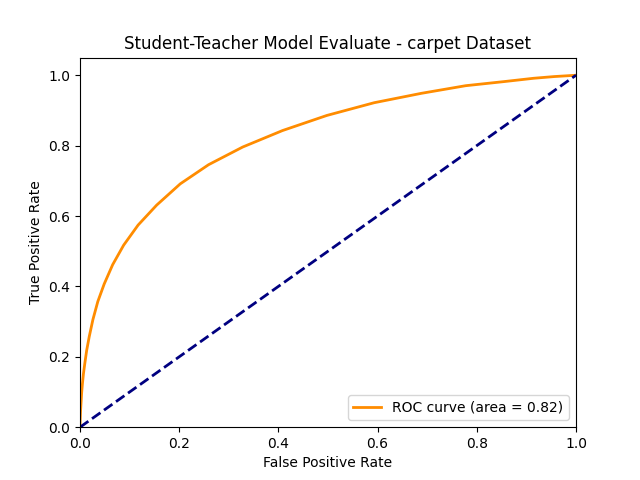 Student-Teacher Model Evaluate - carpet Dataset
True Positive Rate
1.0
0.8
0.6
0.4
0.2
0.0
ROC curve (area = 0.82)
0.0 0.2 0.4 0.6 0.8 1.0
False Positive Rate